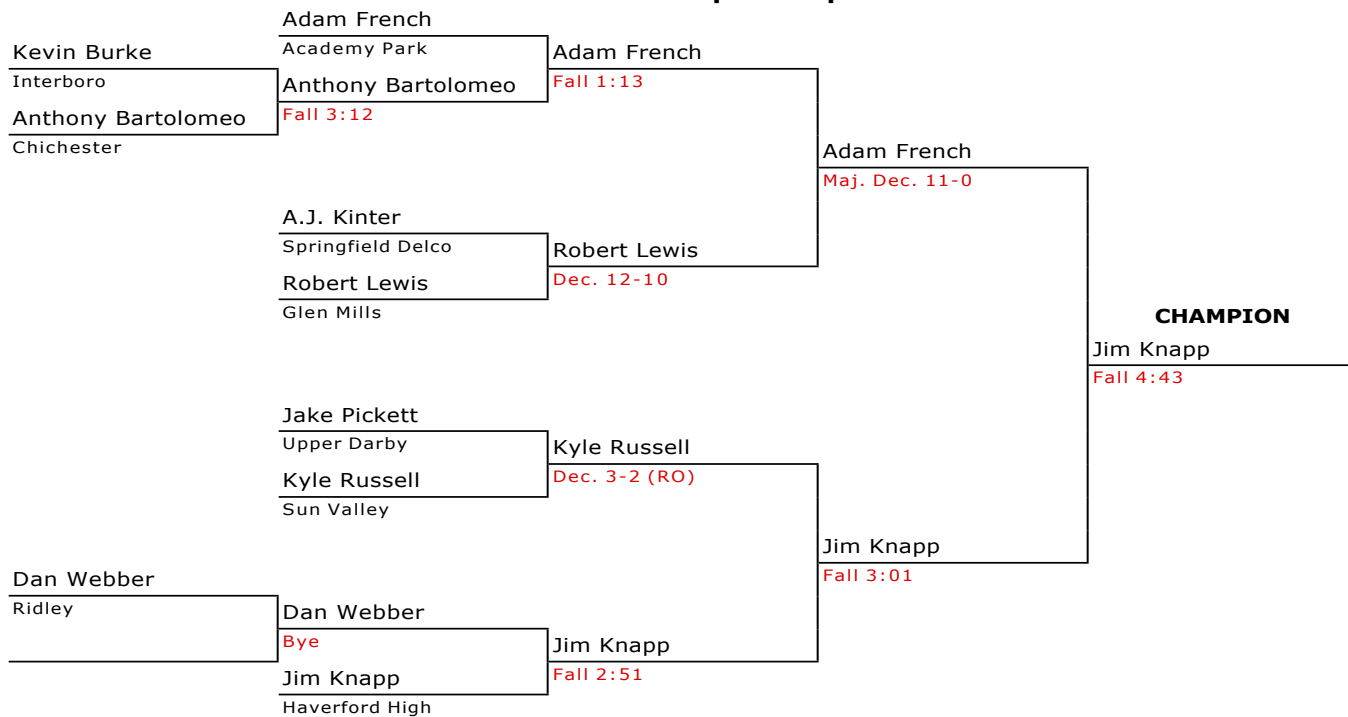 Adam French
Kevin Burke
Academy Park
Adam French
Interboro
Anthony Bartolomeo
Fall 1:13
Anthony Bartolomeo
Fall 3:12
Chichester
Adam French
Maj. Dec. 11-0
A.J. Kinter
Springfield Delco
Robert Lewis
Robert Lewis
Dec. 12-10
Glen Mills
CHAMPION
Jim Knapp
Fall 4:43
Jake Pickett
Upper Darby
Kyle Russell
Kyle Russell
Dec. 3-2 (RO)
Sun Valley
Jim Knapp
Fall 3:01
Dan Webber
Ridley
Dan Webber
Bye
Jim Knapp
Jim Knapp
Fall 2:51
Haverford High